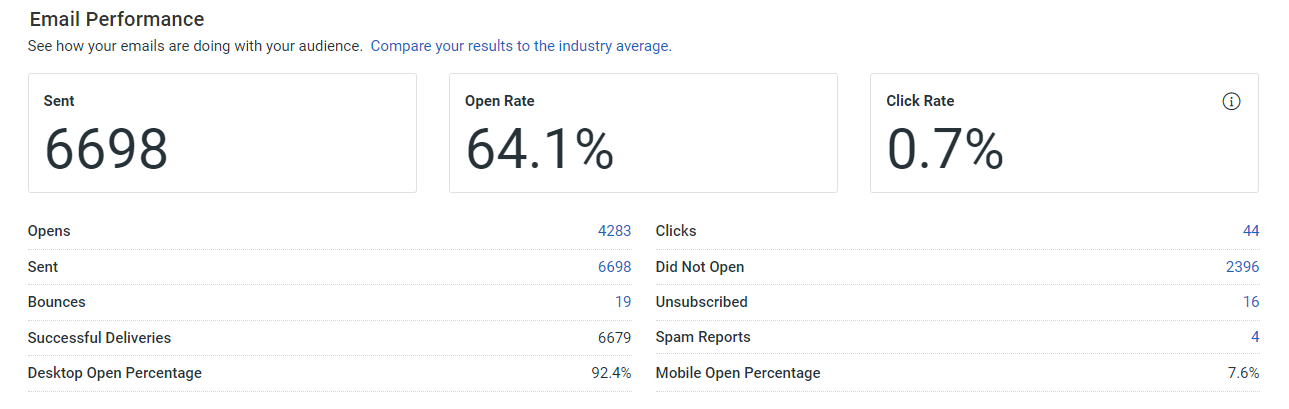 Email Performance
See how your emails are doing with your audience. Compare your results to the industry average.
Sent
6698
Open Rate
64.1%
Click Rate
0.7%
Opens 4283
Sent 6698
Bounces 19
Successful Deliveries 6679
Desktop Open Percentage 92.4%
Clicks 44
Did Not Open 2396
Unsubscribed 16
Spam Reports 4
Mobile Open Percentage 7.6%